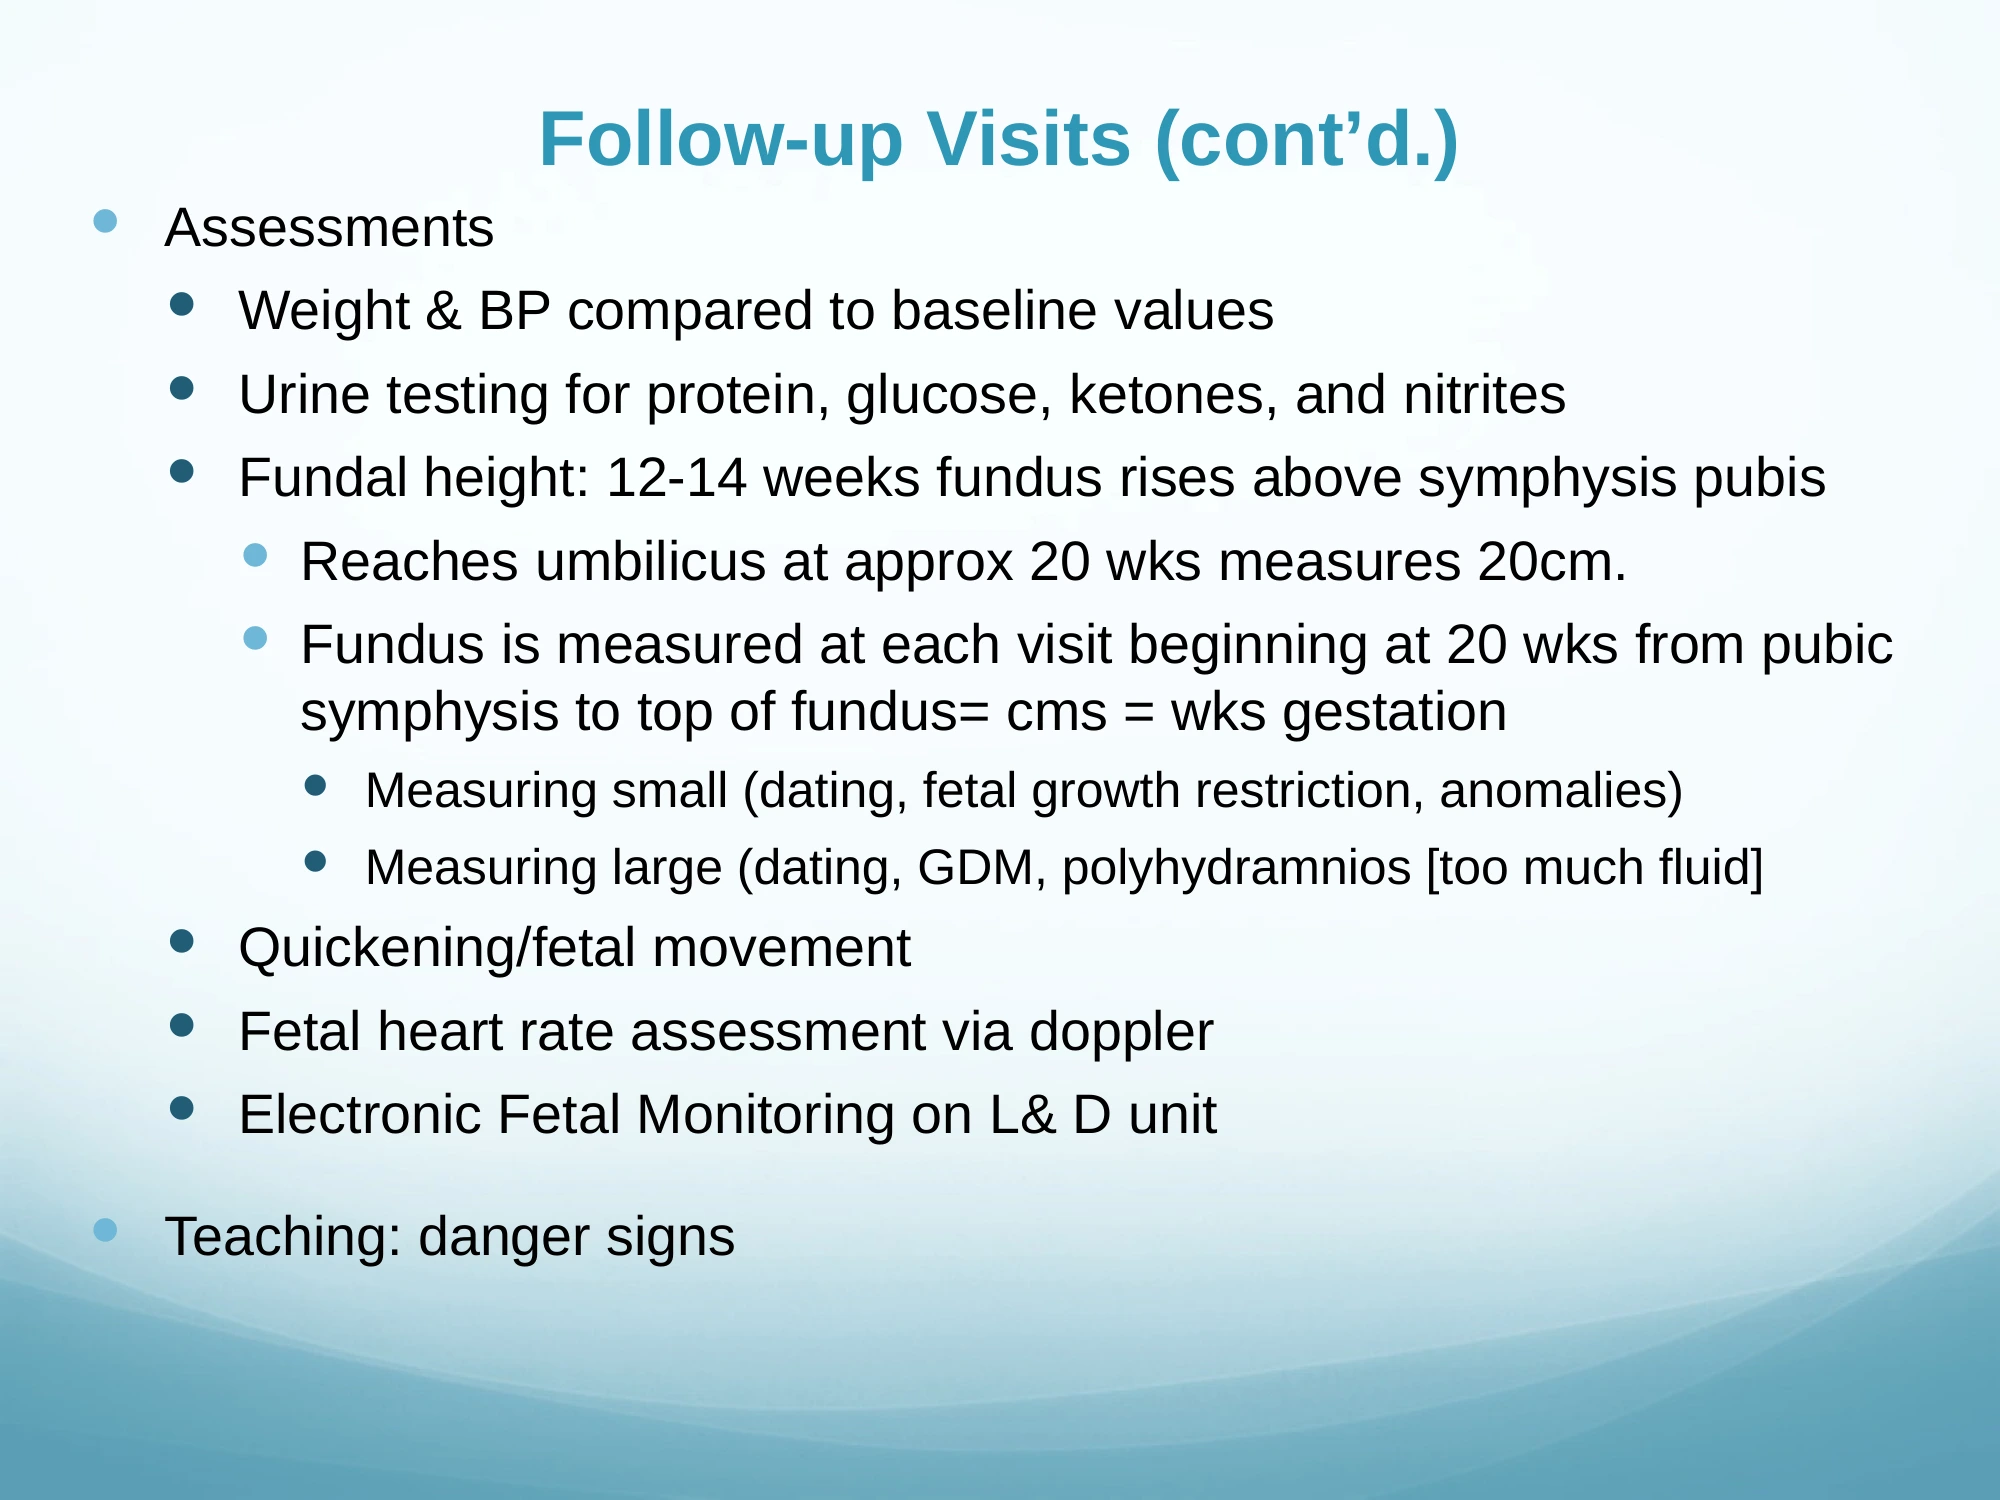 Follow-up Visits (cont’d.)
• Assessments
• Weight & BP compared to baseline values
• Urine testing for protein, glucose, ketones, and nitrites
• Fundal height: 12-14 weeks fundus rises above symphysis pubis
• Reaches umbilicus at approx 20 wks measures 20cm.
• Fundus is measured at each visit beginning at 20 wks from pubic
symphysis to top of fundus= cms = wks gestation
• Measuring small (dating, fetal growth restriction, anomalies)
• Measuring large (dating, GDM, polyhydramnios [too much fluid]
• Quickening/fetal movement
• Fetal heart rate assessment via doppler
• Electronic Fetal Monitoring on L& D unit
• Teaching: danger signs